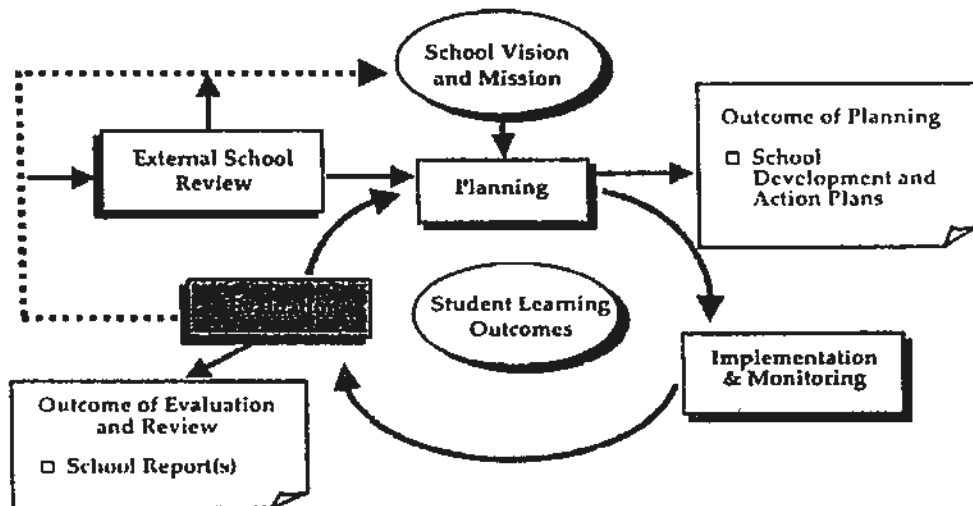 School Vision
and Mission
External School
Review
Planning
Outcome of Planning
□ School
Development and
Action Plans
Student Learning
Outcomes
Implementation
& Monitoring
Outcome of Evaluation
and Review
□ School Report(s)